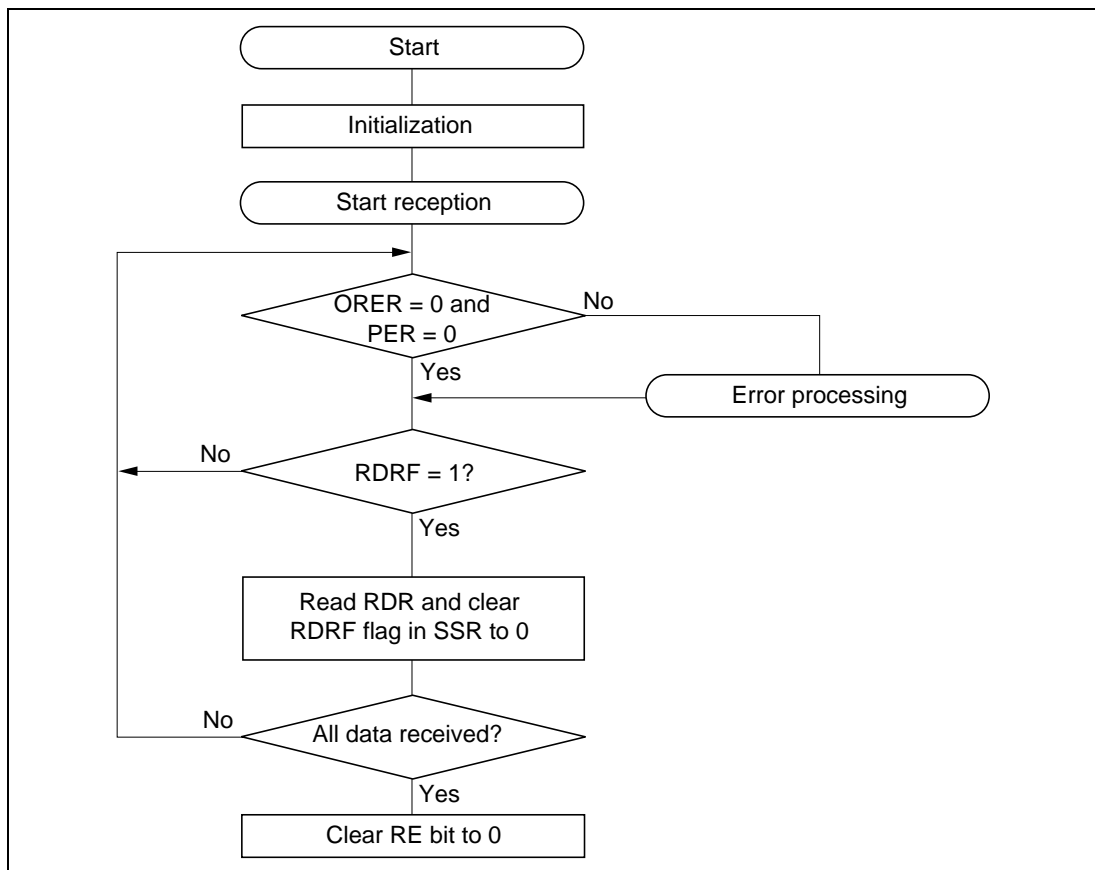 Start
Initialization
Start reception
ORER = 0 and
PER = 0
No
Yes
Error processing
No
RDRF = 1?
Yes
Read RDR and clear
RDRF flag in SSR to 0
No
All data received?
Yes
Clear RE bit to 0